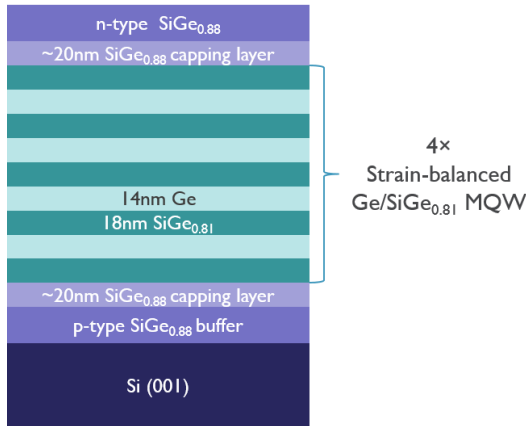 n-type SiGe₀.₈₈
~20nm SiGe₀.₈₈ capping layer
14nm Ge
18nm SiGe₀.₈₁
~20nm SiGe₀.₈₈ capping layer
p-type SiGe₀.₈₈ buffer
Si (001)
4×
Strain-balanced
Ge/SiGe₀.₈₁ MQW